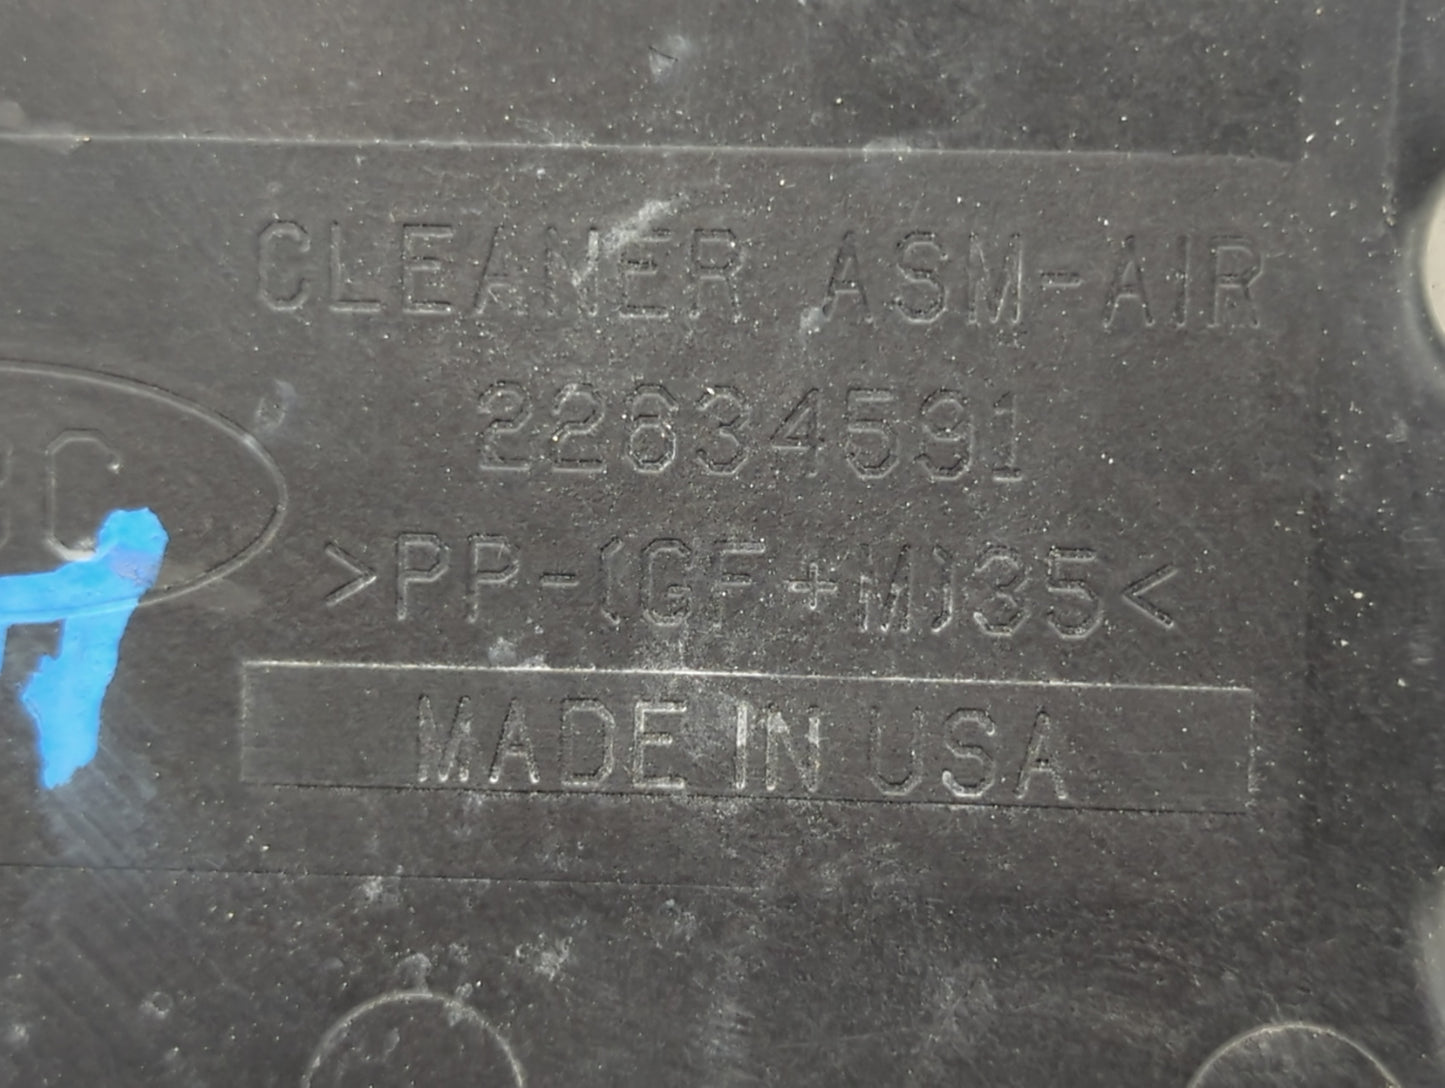 CLEANER ASM-AIR
22634591
>PP-(GF+M)35<
MADE IN USA